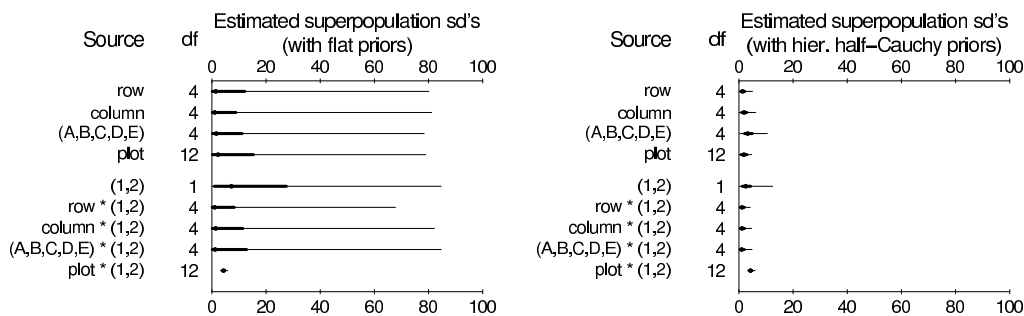 Source df Estimated superpopulation sd's
(with flat priors)
0 20 40 60 80 100
row 4
column 4
(A,B,C,D,E) 4
plot 12
(1,2) 1
row * (1,2) 4
column * (1,2) 4
(A,B,C,D,E) * (1,2) 4
plot * (1,2) 12
0 20 40 60 80 100
Source df Estimated superpopulation sd's
(with hier. half−Cauchy priors)
0 20 40 60 80 100
row 4
column 4
(A,B,C,D,E) 4
plot 12
(1,2) 1
row * (1,2) 4
column * (1,2) 4
(A,B,C,D,E) * (1,2) 4
plot * (1,2) 12
0 20 40 60 80 100